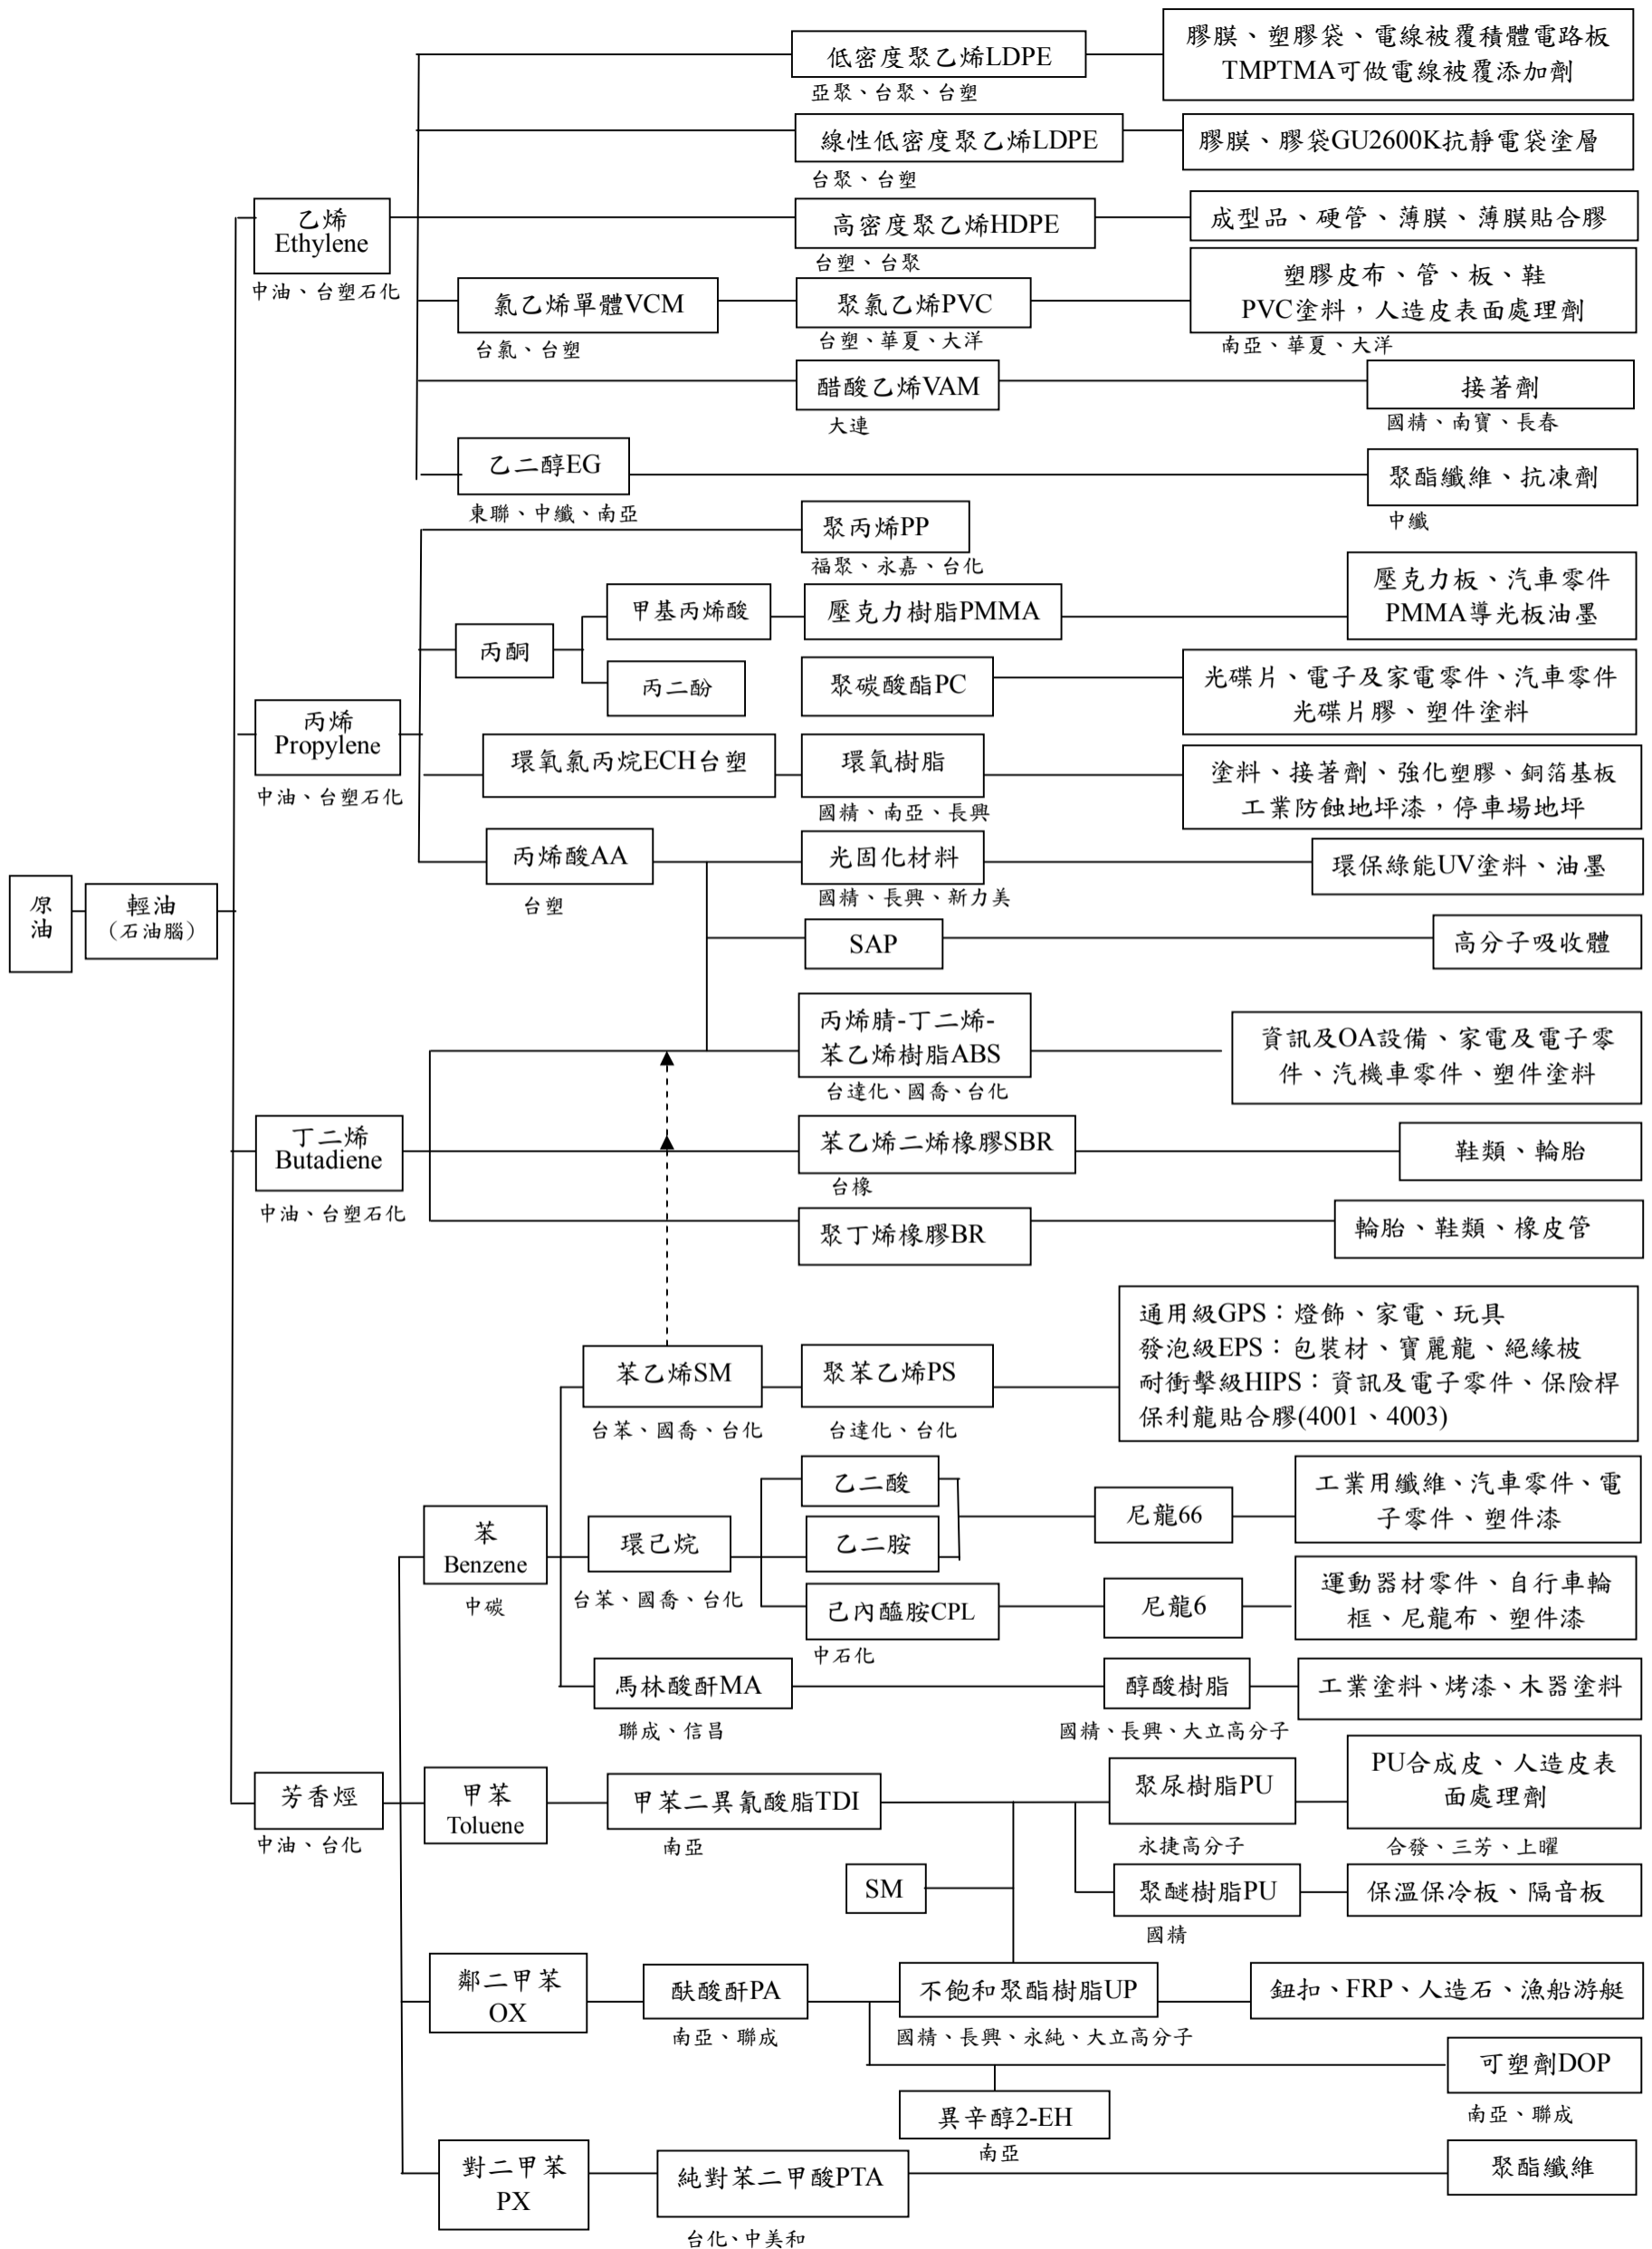 低密度聚乙烯LDPE
亞聚、台聚、台塑
膠膜、塑膠袋、電線被覆積體電路板
TMPTMA可做電線被覆添加劑
線性低密度聚乙烯LDPE
台聚、台塑
膠膜、膠袋GU2600K抗靜電袋塗層
乙烯
Ethylene
中油、台塑石化
高密度聚乙烯HDPE
台塑、台聚
成型品、硬管、薄膜、薄膜貼合膠
氯乙烯單體VCM
台氯、台塑
聚氯乙烯PVC
台塑、華夏、大洋
塑膠皮布、管、板、鞋
PVC塗料，人造皮表面處理劑
南亞、華夏、大洋
醋酸乙烯VAM
大連
接著劑
國精、南寶、長春
乙二醇EG
東聯、中纖、南亞
聚酯纖維、抗凍劑
中纖
聚丙烯PP
福聚、永嘉、台化
丙酮
甲基丙烯酸
壓克力樹脂PMMA
壓克力板、汽車零件
PMMA導光板油墨
丙二酚
聚碳酸酯PC
光碟片、電子及家電零件、汽車零件
光碟片膠、塑件塗料
丙烯
Propylene
中油、台塑石化
環氧氯丙烷ECH台塑
環氧樹脂
國精、南亞、長興
塗料、接著劑、強化塑膠、銅箔基板
工業防蝕地坪漆，停車場地坪
丙烯酸AA
台塑
光固化材料
國精、長興、新力美
環保綠能UV塗料、油墨
原
油
輕油
（石油腦）
SAP
高分子吸收體
丙烯腈-丁二烯-
苯乙烯樹脂ABS
台達化、國喬、台化
資訊及OA設備、家電及電子零
件、汽機車零件、塑件塗料
丁二烯
Butadiene
中油、台塑石化
苯乙烯二烯橡膠SBR
台橡
鞋類、輪胎
聚丁烯橡膠BR
輪胎、鞋類、橡皮管
苯乙烯SM
台苯、國喬、台化
聚苯乙烯PS
台達化、台化
通用級GPS：燈飾、家電、玩具
發泡級EPS：包裝材、寶麗龍、絕緣柀
耐衝擊級HIPS：資訊及電子零件、保險桿
保利龍貼合膠(4001、4003)
苯
Benzene
中碳
環己烷
台苯、國喬、台化
乙二酸
乙二胺
尼龍66
工業用纖維、汽車零件、電
子零件、塑件漆
己內醯胺CPL
中石化
尼龍6
運動器材零件、自行車輪
框、尼龍布、塑件漆
馬林酸酐MA
聯成、信昌
醇酸樹脂
國精、長興、大立高分子
工業塗料、烤漆、木器塗料
芳香烴
中油、台化
甲苯
Toluene
甲苯二異氰酸脂TDI
南亞
聚尿樹脂PU
永捷高分子
PU合成皮、人造皮表
面處理劑
合發、三芳、上曜
SM
聚醚樹脂PU
國精
保溫保冷板、隔音板
鄰二甲苯
OX
酞酸酐PA
南亞、聯成
不飽和聚酯樹脂UP
國精、長興、永純、大立高分子
鈕扣、FRP、人造石、漁船游艇
可塑劑DOP
南亞、聯成
異辛醇2-EH
南亞
對二甲苯
PX
純對苯二甲酸PTA
台化、中美和
聚酯纖維